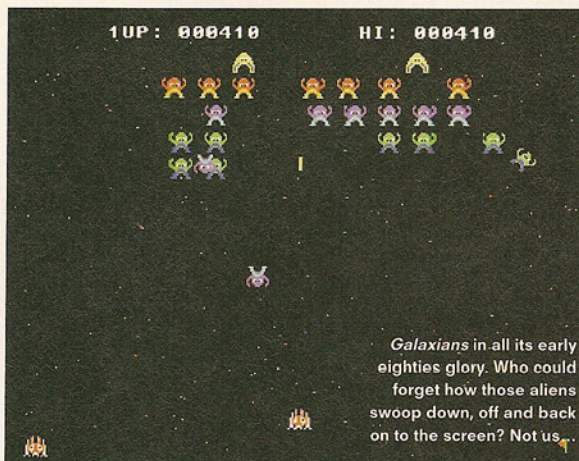 1UP: 000410 HI: 000410
Galaxians in all its early
eighties glory. Who could
forget how those aliens
swoop down, off and back
on to the screen? Not us...